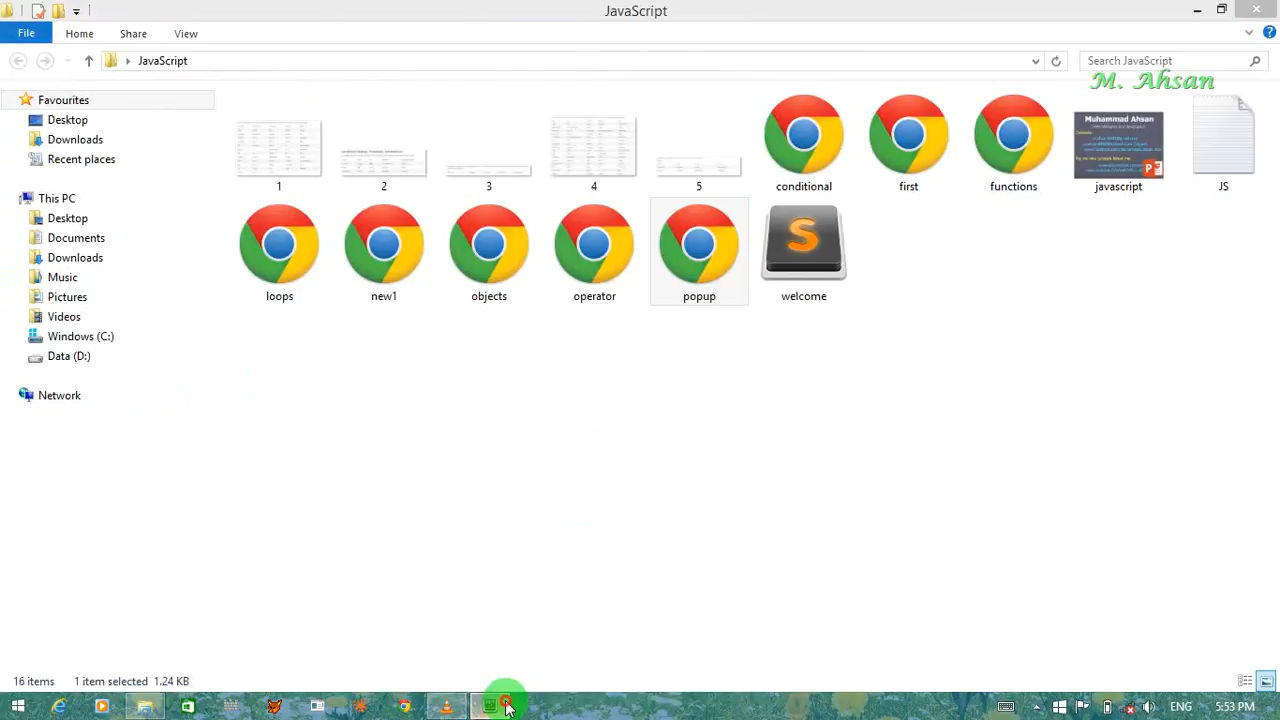 JavaScript
File Home Share View
JavaScript
Search JavaScript
M. Ahsan
Favourites
Desktop
Downloads
Recent places
This PC
Desktop
Documents
Downloads
Music
Pictures
Videos
Windows (C:)
Data (D:)
Network
Muhammad Ahsan
1 2 3 4 5 conditional first functions javascript JS
loops new1 objects operator popup welcome
16 items 1 item selected 1.24 KB
ENG 5:53 PM